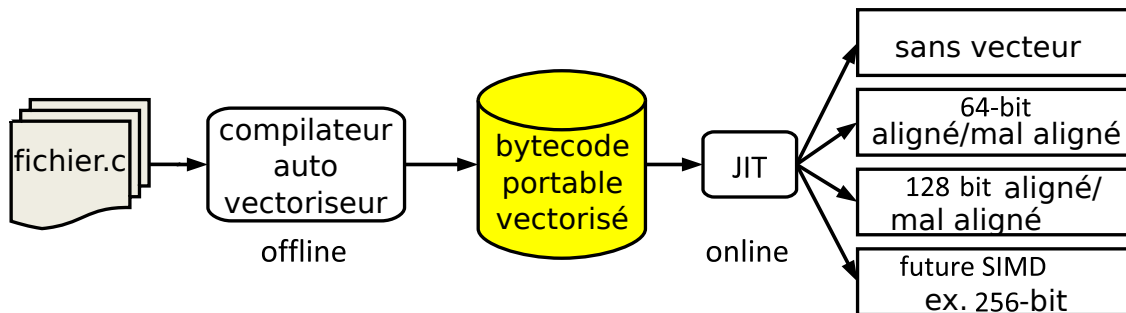 fichier.c
compilateur
auto
vectoriseur
offline
bytecode
portable
vectorisé
JIT
online
sans vecteur
64-bit
aligné/mal aligné
128 bit aligné/
mal aligné
future SIMD
ex. 256-bit